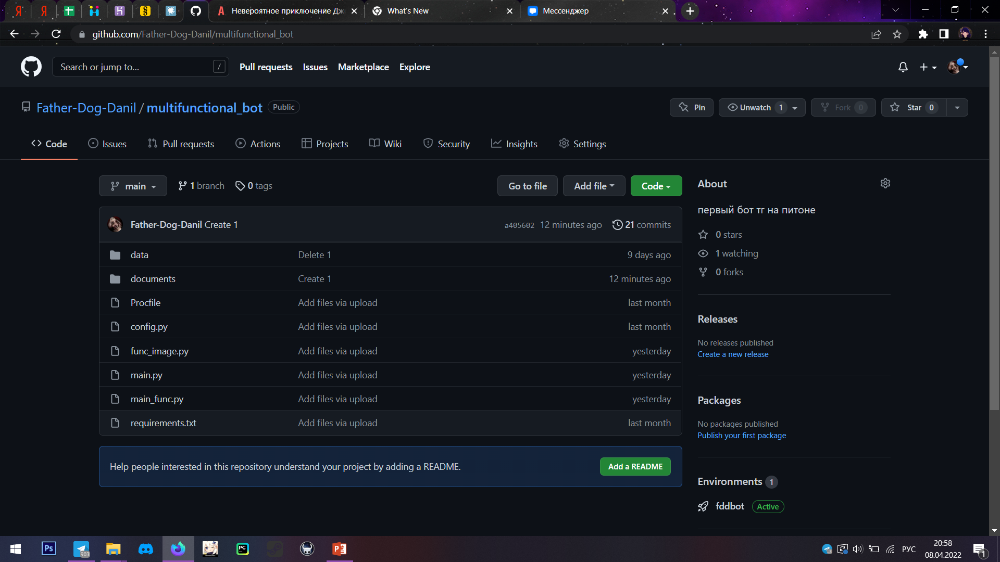 Невероятное приключение Дж
What's New
Мессенджер
github.com/Father-Dog-Danil/multifunctional_bot
Search or jump to... /
Pull requests Issues Marketplace Explore
Father-Dog-Danil / multifunctional_bot Public
Pin Unwatch 1 Fork 0 Star 0
Code Issues Pull requests Actions Projects Wiki Security Insights Settings
main 1 branch 0 tags Go to file Add file Code
Father-Dog-Danil Create 1 a405602 12 minutes ago 21 commits
data Delete 1 9 days ago
documents Create 1 12 minutes ago
Procfile Add files via upload last month
config.py Add files via upload last month
func_image.py Add files via upload yesterday
main.py Add files via upload yesterday
main_func.py Add files via upload yesterday
requirements.txt Add files via upload last month
Help people interested in this repository understand your project by adding a README. Add a README
About
первый бот тг на питоне
0 stars
1 watching
0 forks
Releases
No releases published
Create a new release
Packages
No packages published
Publish your first package
Environments 1
fddbot Active
Ps 903 PC P РУС
20:58
08.04.2022
1